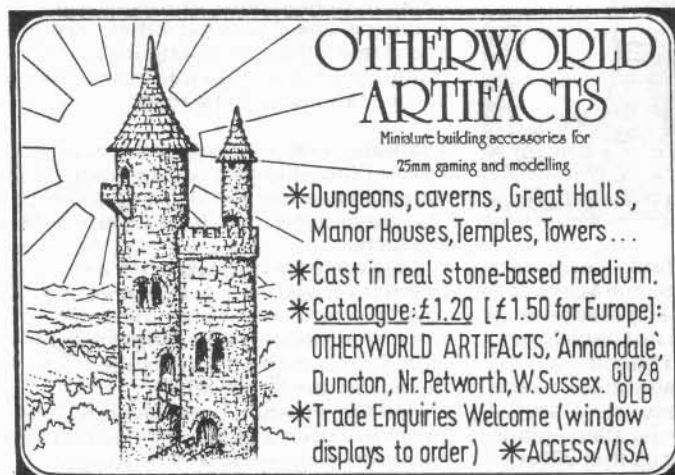 OTHERWORLD
ARTIFACTS
Miniature building accessories for
25mm gaming and modelling
*Dungeons, caverns, Great Halls,
Manor Houses, Temples, Towers...
*Cast in real stone-based medium.
*Catalogue: £1.20 [£1.50 for Europe]:
OTHERWORLD ARTIFACTS, 'Annandale',
Duncton, Nr. Petworth, W. Sussex. GU28
OLB
*Trade Enquiries Welcome (window
displays to order) *ACCESS/VISA